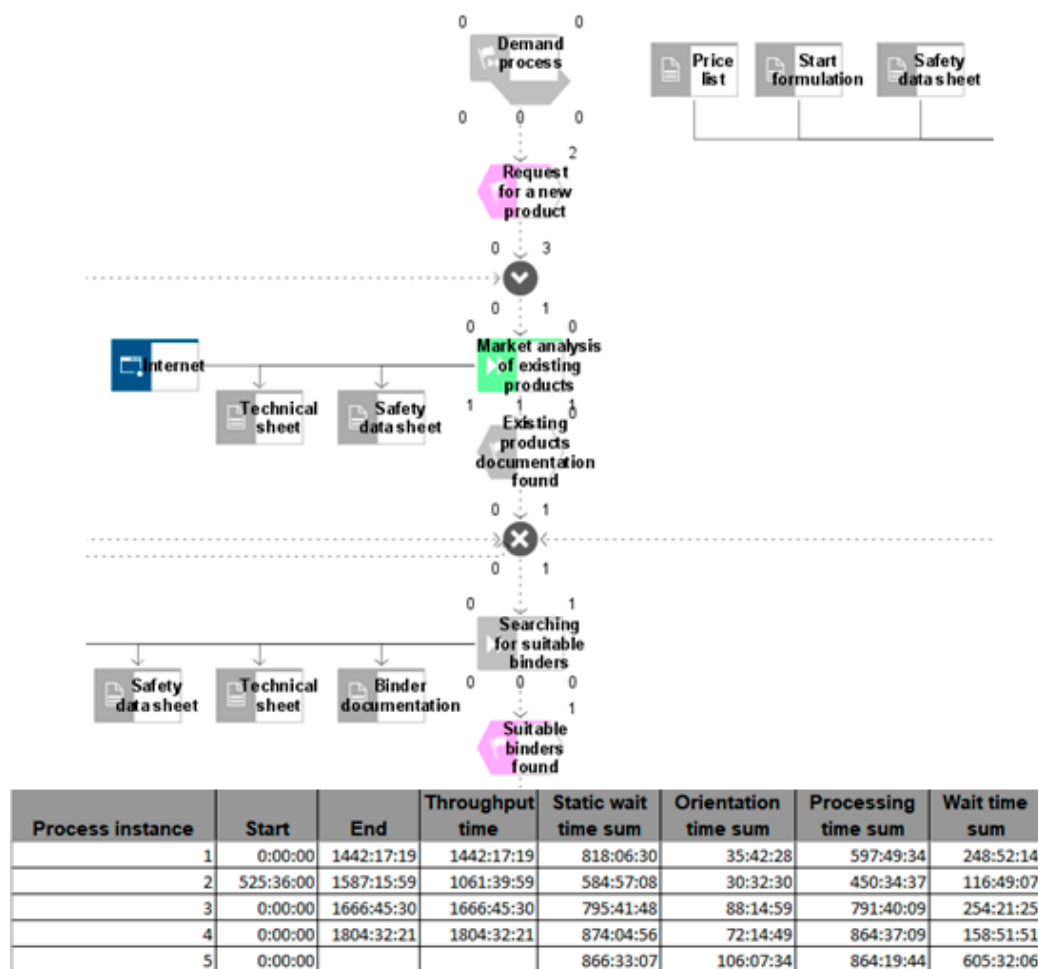 0 0
Demand
process
Price
list
Start
formulation
Safety
data sheet
0 0 0
2
Request
for a new
product
0 3
0 1
0 0
Internet
Market analysis
of existing
products
1 1 1
0
Technical
sheet
Safety
data sheet
Existing
products
documentation
found
0 1
0 1
0 1
Searching
for suitable
binders
0 0 0
Safety
data sheet
Technical
sheet
Binder
documentation
1
Suitable
binders
found
Process instance Start End Throughput time Static wait time sum Orientation time sum Processing time sum Wait time sum
1 0:00:00 1442:17:19 1442:17:19 818:06:30 35:42:28 597:49:34 248:52:14
2 525:36:00 1587:15:59 1061:39:59 584:57:08 30:32:30 450:34:37 116:49:07
3 0:00:00 1666:45:30 1666:45:30 795:41:48 88:14:59 791:40:09 254:21:25
4 0:00:00 1804:32:21 1804:32:21 874:04:56 72:14:49 864:37:09 158:51:51
5 0:00:00 866:33:07 106:07:34 864:19:44 605:32:06